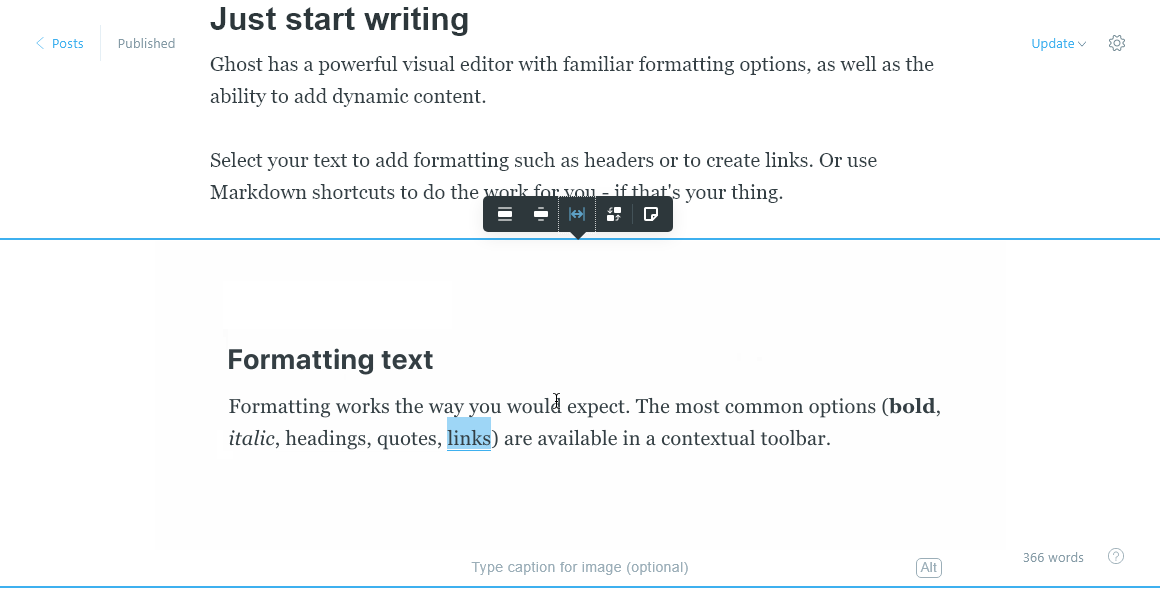 Just start writing
Posts
Published
Update
Ghost has a powerful visual editor with familiar formatting options, as well as the
ability to add dynamic content.
Select your text to add formatting such as headers or to create links. Or use
Markdown shortcuts to do the work for you - if that's your thing.
Formatting text
Formatting works the way you would expect. The most common options (bold,
italic, headings, quotes, links) are available in a contextual toolbar.
366 words
?
Type caption for image (optional)
Alt